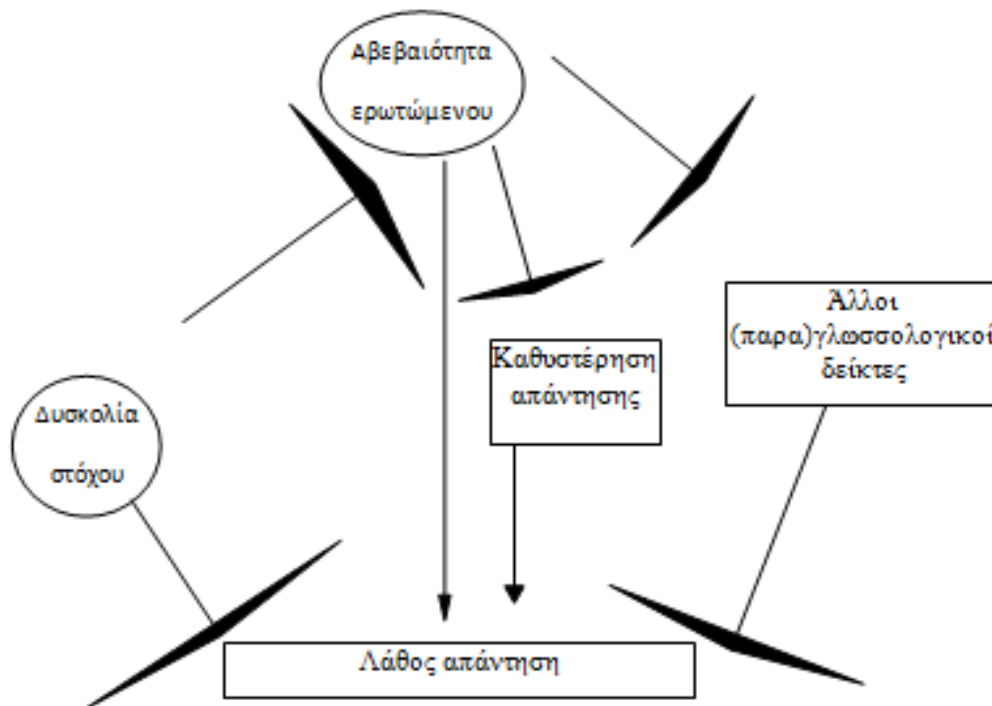 Αβεβαιότητα
ερωτώμενου
Άλλοι
(παρα)γλωσσολογικοί
δείκτες
Καθυστέρηση
απάντησης
Δυσκολία
στόχου
Λάθος απάντηση